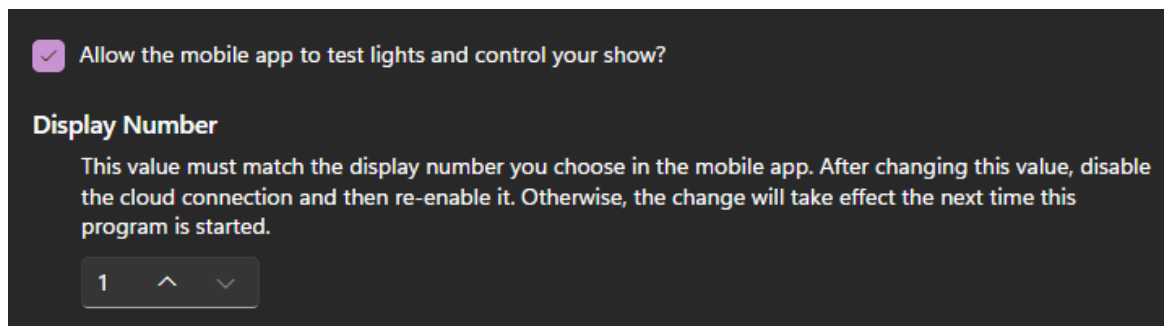 Allow the mobile app to test lights and control your show?
Display Number
This value must match the display number you choose in the mobile app. After changing this value, disable
the cloud connection and then re-enable it. Otherwise, the change will take effect the next time this
program is started.
1